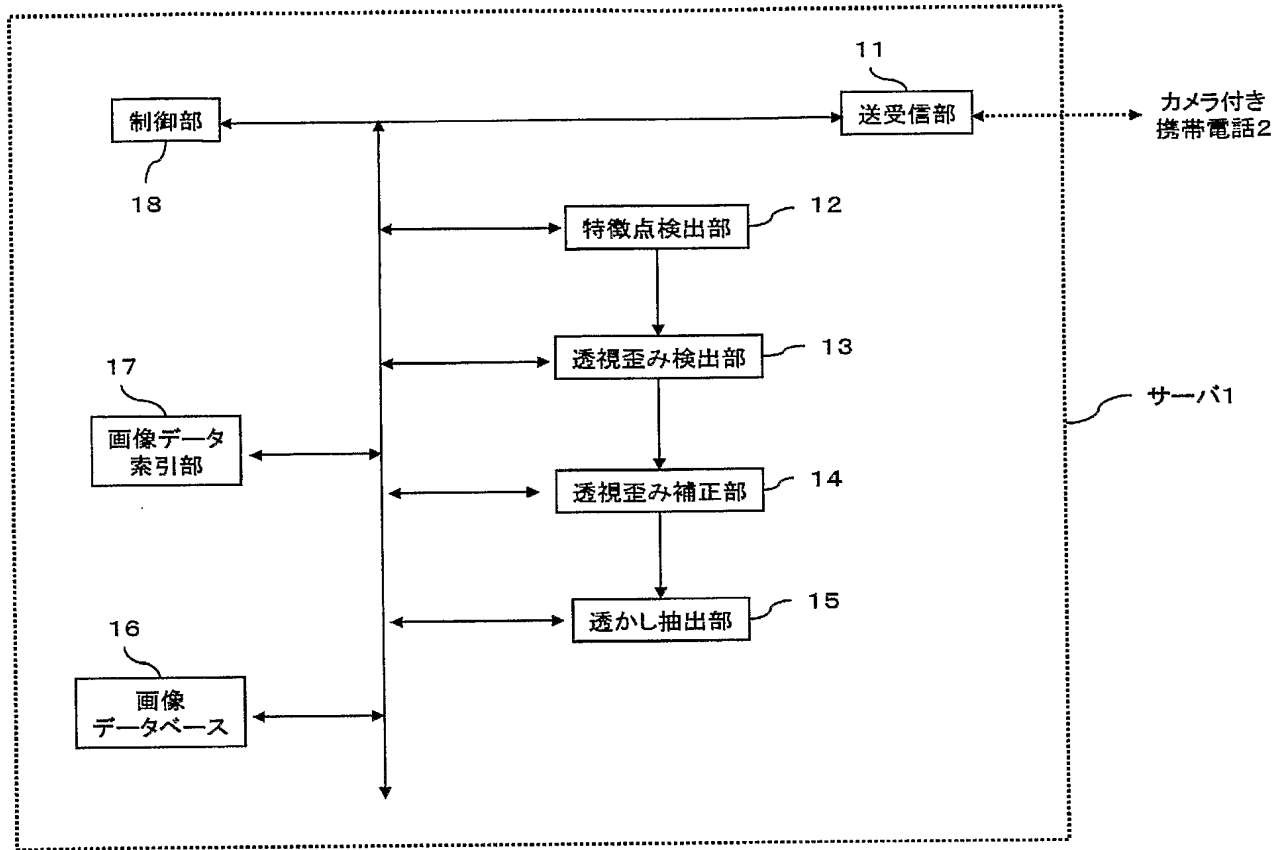 11
制御部
送受信部
カメラ付き
携帯電話2
18
特徴点検出部
12
透視歪み検出部
13
17
サーバ1
画像データ
索引部
透視歪み補正部
14
透かし抽出部
15
16
画像
データベース